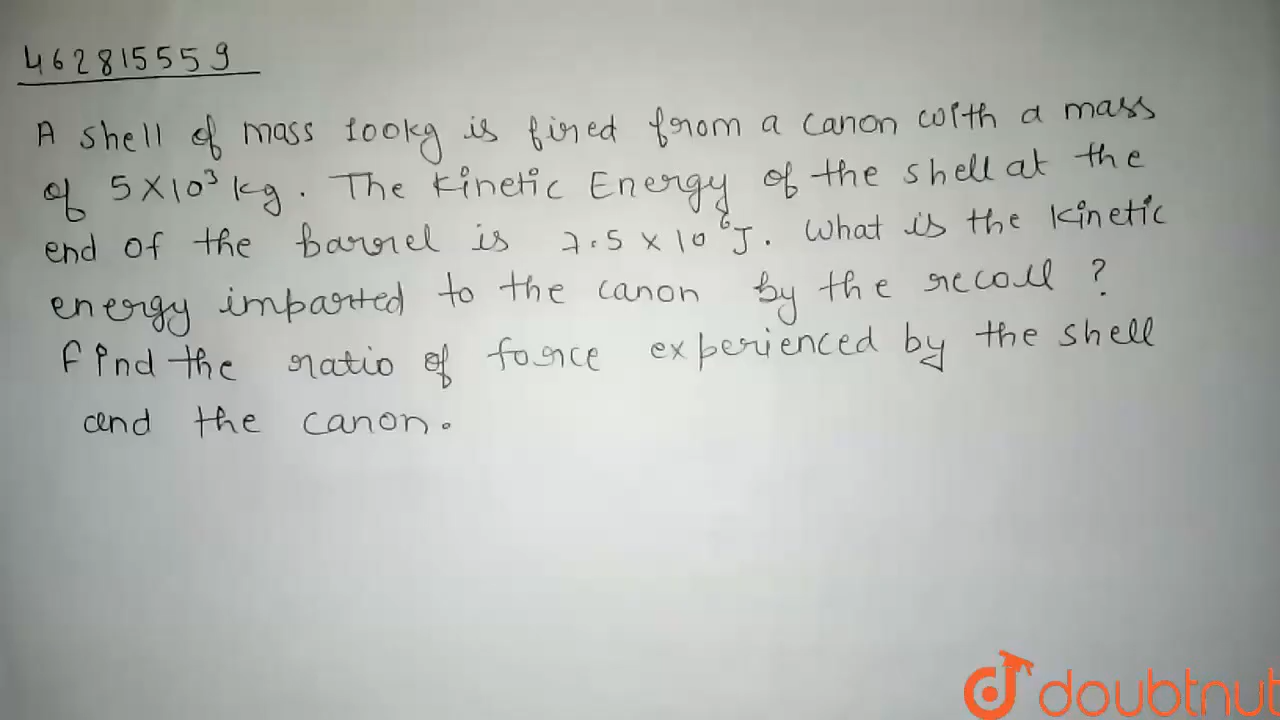 462815559
A shell of mass 100kg is fired from a canon with a mass
of 5×10³ kg. The Kinetic Energy of the shell at the
end of the barrel is 7.5 × 10⁶J. What is the Kinetic
energy imparted to the canon by the recoil ?
Find the ratio of force experienced by the shell
and the canon.
doubtnut